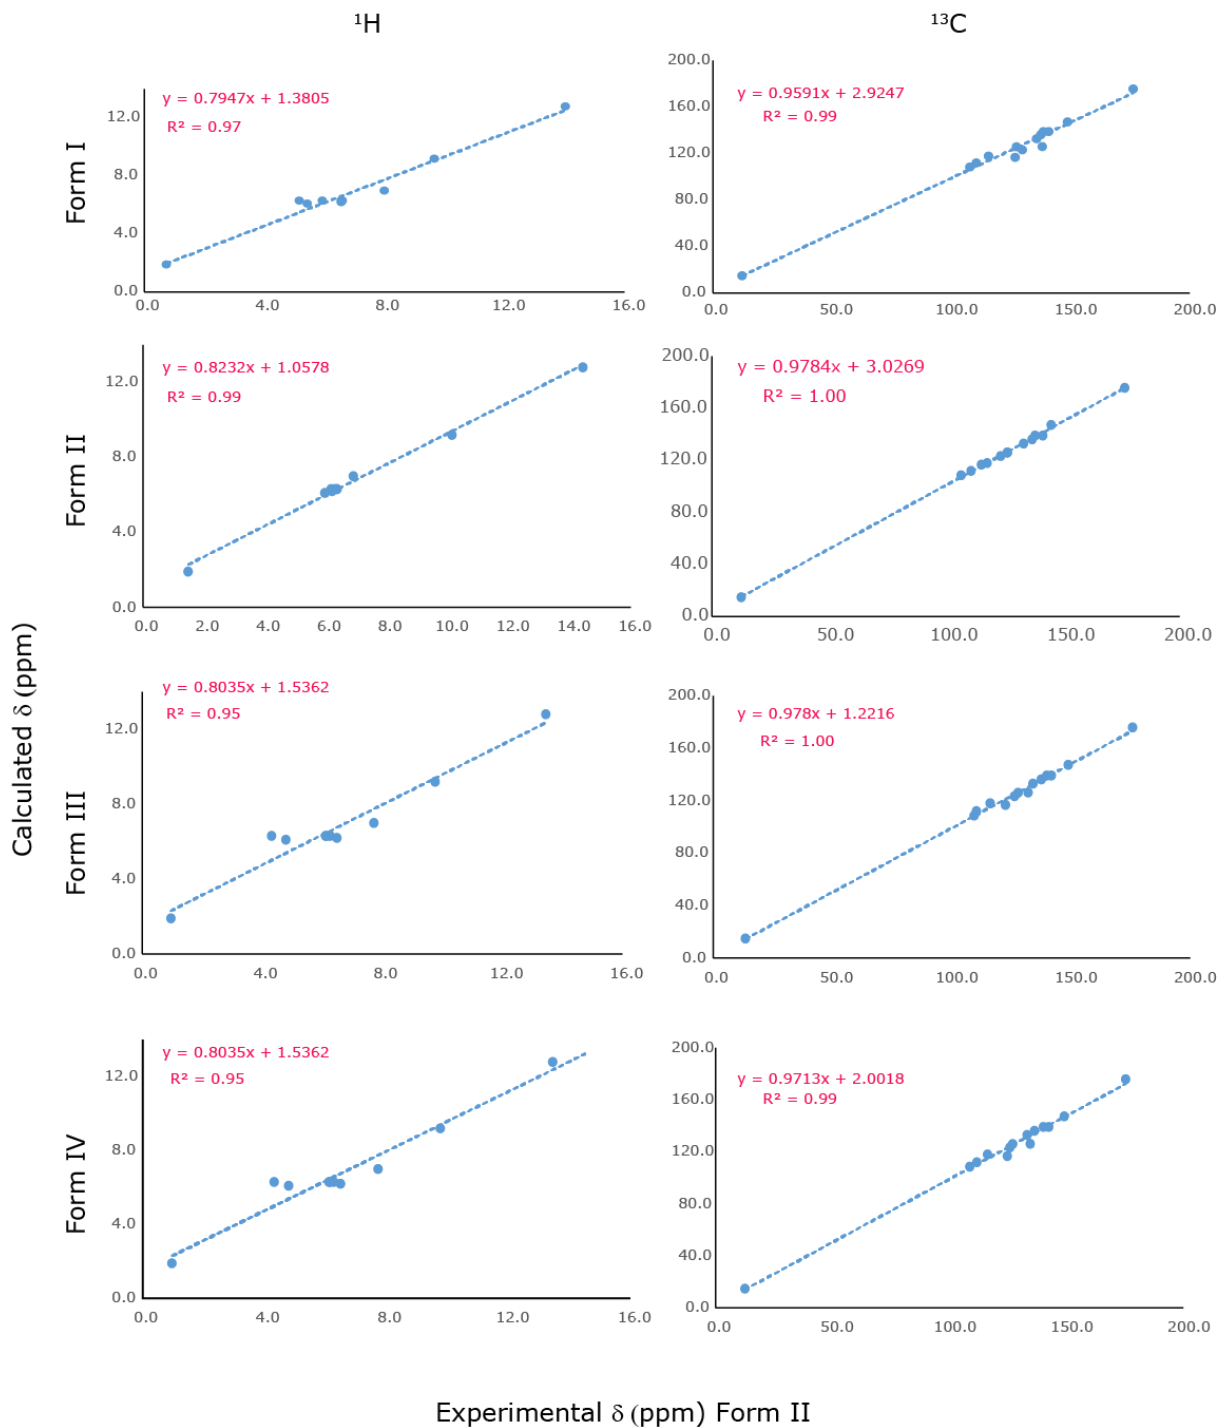 ¹H
¹³C
Form I
y = 0.7947x + 1.3805
R² = 0.97
12.0
8.0
4.0
0.0
0.0 4.0 8.0 12.0 16.0
200.0
y = 0.9591x + 2.9247
R² = 0.99
160.0
120.0
80.0
40.0
0.0
0.0 50.0 100.0 150.0 200.0
Form II
y = 0.8232x + 1.0578
R² = 0.99
12.0
8.0
4.0
0.0
0.0 2.0 4.0 6.0 8.0 10.0 12.0 14.0 16.0
200.0
y = 0.9784x + 3.0269
R² = 1.00
160.0
120.0
80.0
40.0
0.0
0.0 50.0 100.0 150.0 200.0
Calculated δ (ppm)
Form III
y = 0.8035x + 1.5362
R² = 0.95
12.0
8.0
4.0
0.0
0.0 4.0 8.0 12.0 16.0
200.0
y = 0.978x + 1.2216
R² = 1.00
160.0
120.0
80.0
40.0
0.0
0.0 50.0 100.0 150.0 200.0
Form IV
y = 0.8035x + 1.5362
R² = 0.95
12.0
8.0
4.0
0.0
0.0 4.0 8.0 12.0 16.0
200.0
y = 0.9713x + 2.0018
R² = 0.99
160.0
120.0
80.0
40.0
0.0
0.0 50.0 100.0 150.0 200.0
Experimental δ (ppm) Form II